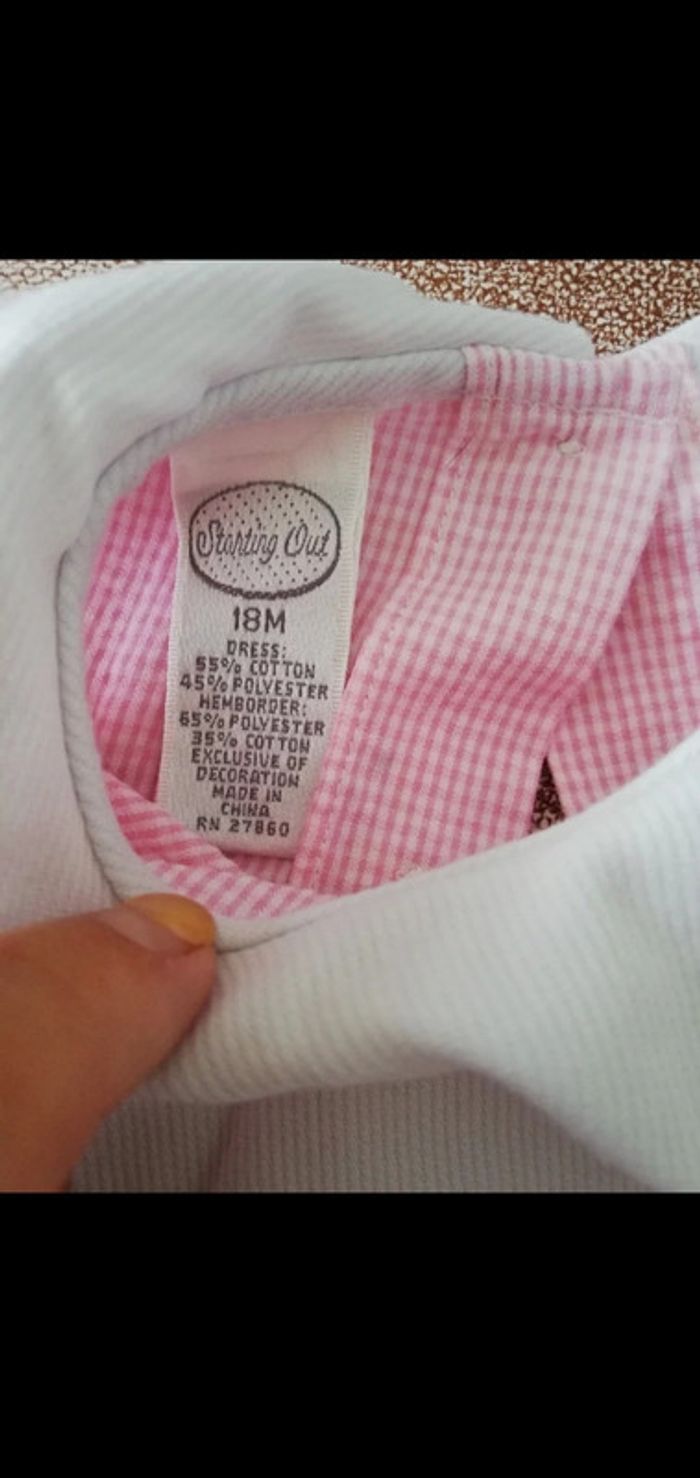 Starting Out
18M
DRESS:
55% COTTON
45% POLYESTER
HEMBORDER:
65% POLYESTER
35% COTTON
EXCLUSIVE OF
DECORATION
MADE IN
CHINA
RN 27860